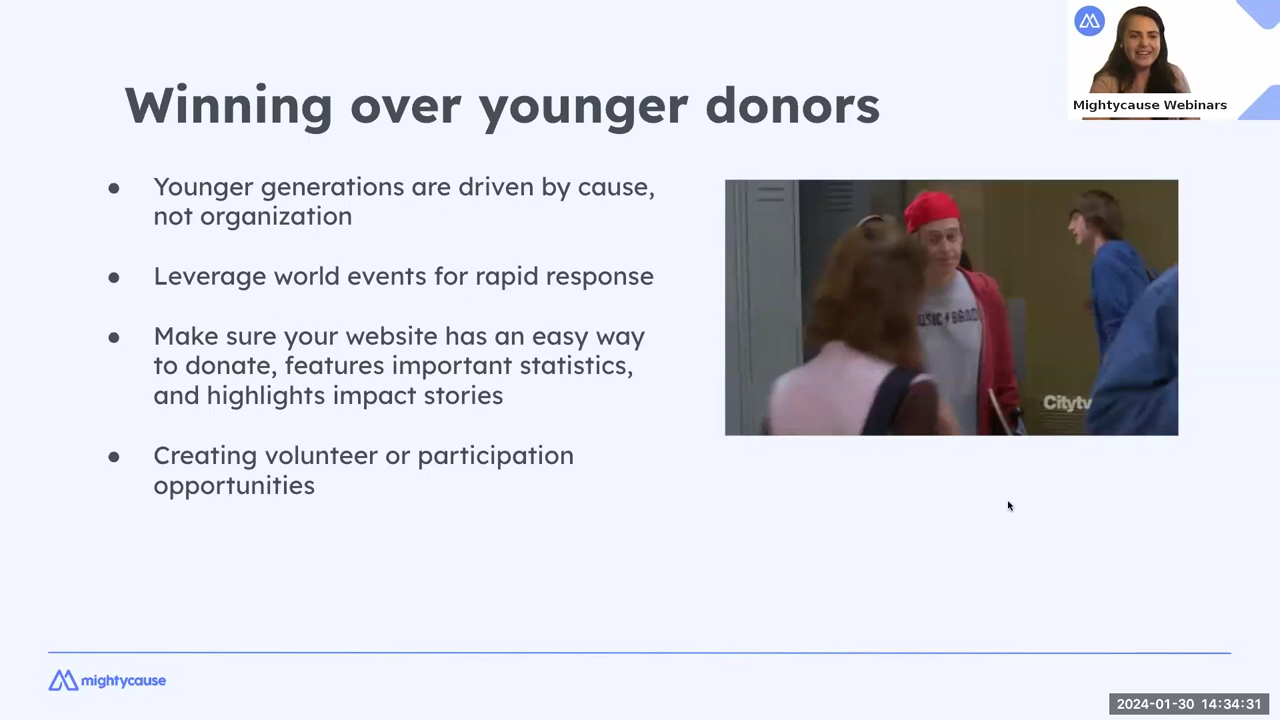 Mightycause Webinars
Winning over younger donors
● Younger generations are driven by cause,
not organization
● Leverage world events for rapid response
● Make sure your website has an easy way
to donate, features important statistics,
and highlights impact stories
● Creating volunteer or participation
opportunities
Cityt
mightycause
2024-01-30 14:34:31